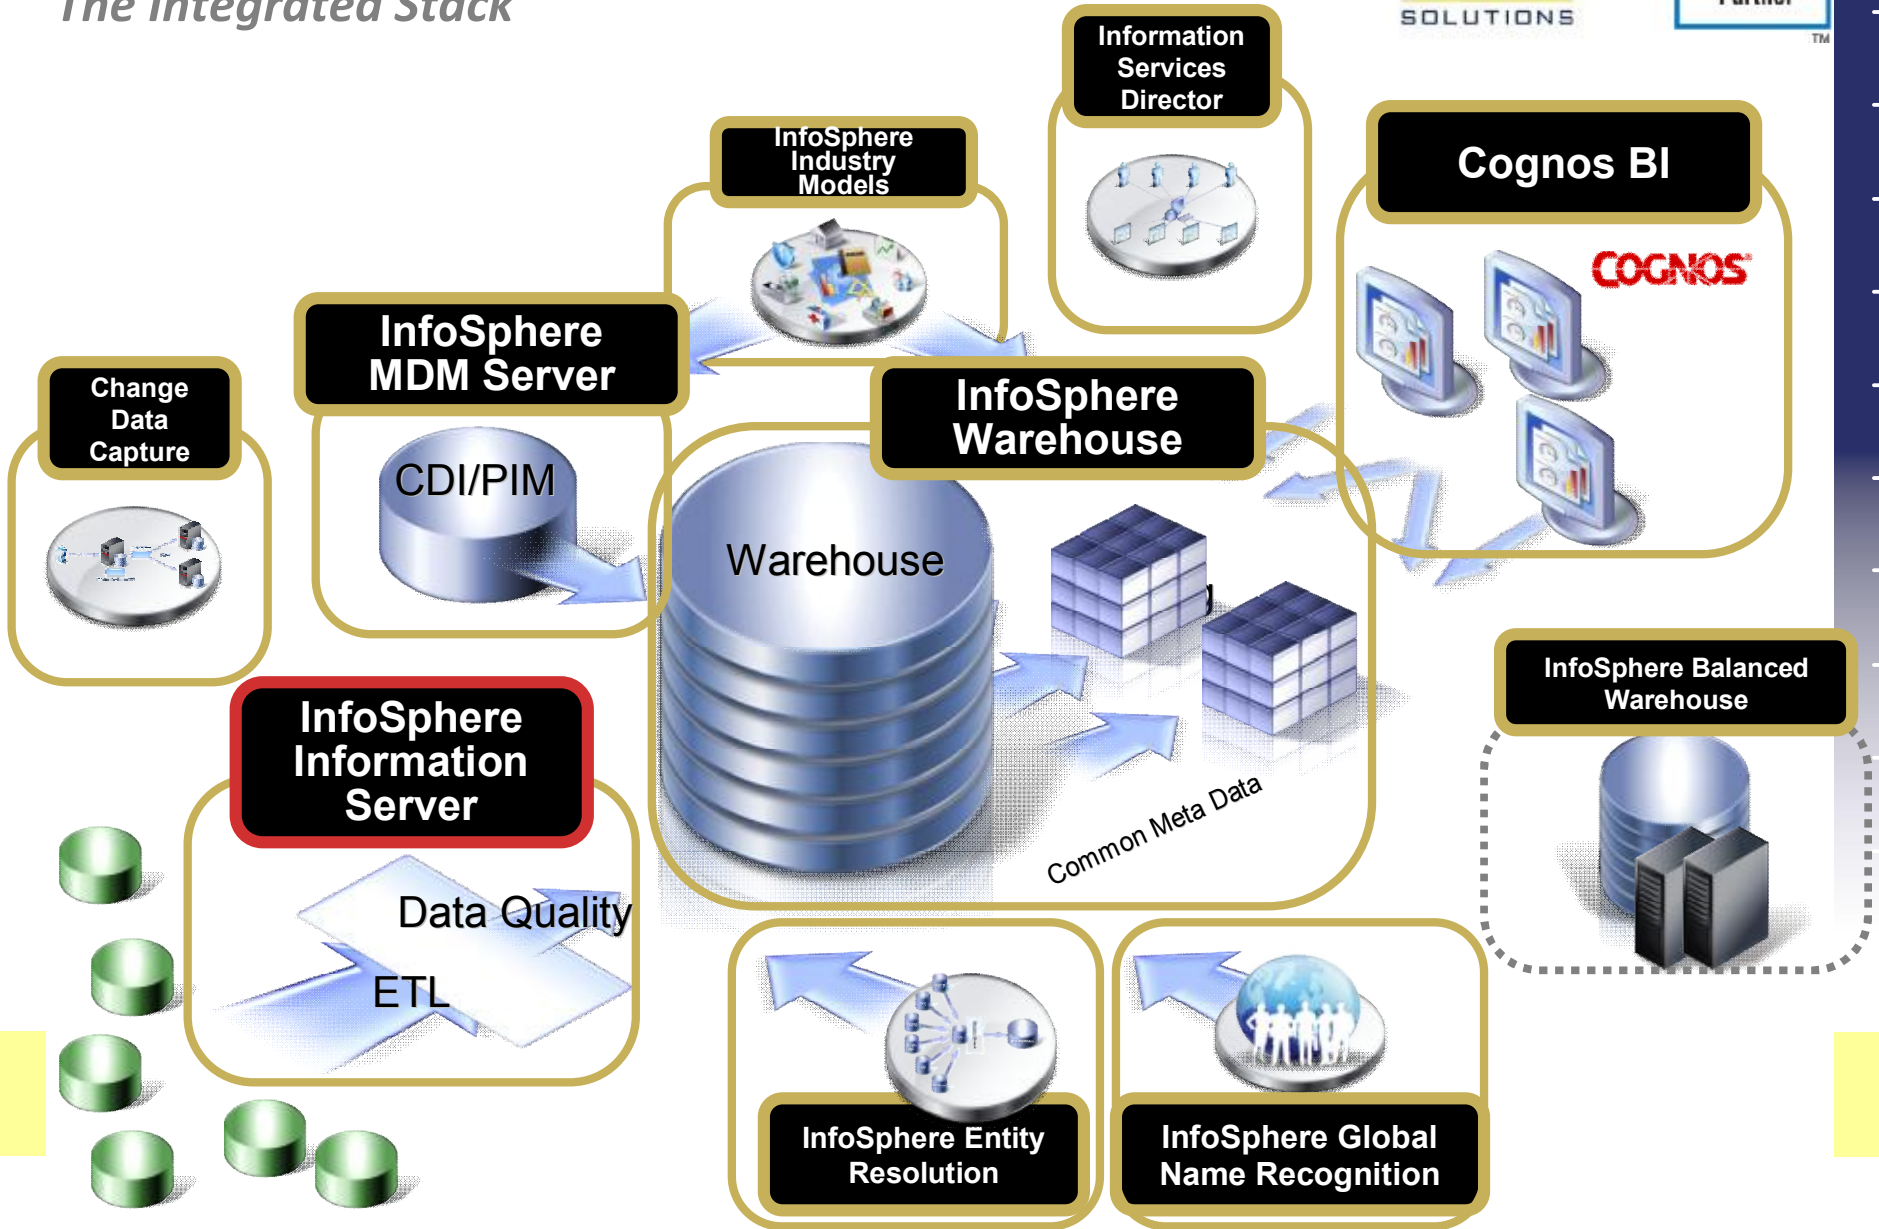 The Integrated Stack
SOLUTIONS
Partner
TM
Information
Services
Director
InfoSphere
Industry
Models
Cognos BI
COGNOS
InfoSphere
MDM Server
Change
Data
Capture
InfoSphere
Warehouse
CDI/PIM
Warehouse
InfoSphere Balanced
Warehouse
InfoSphere
Information
Server
Common Meta Data
Data Quality
ETL
InfoSphere Entity
Resolution
InfoSphere Global
Name Recognition